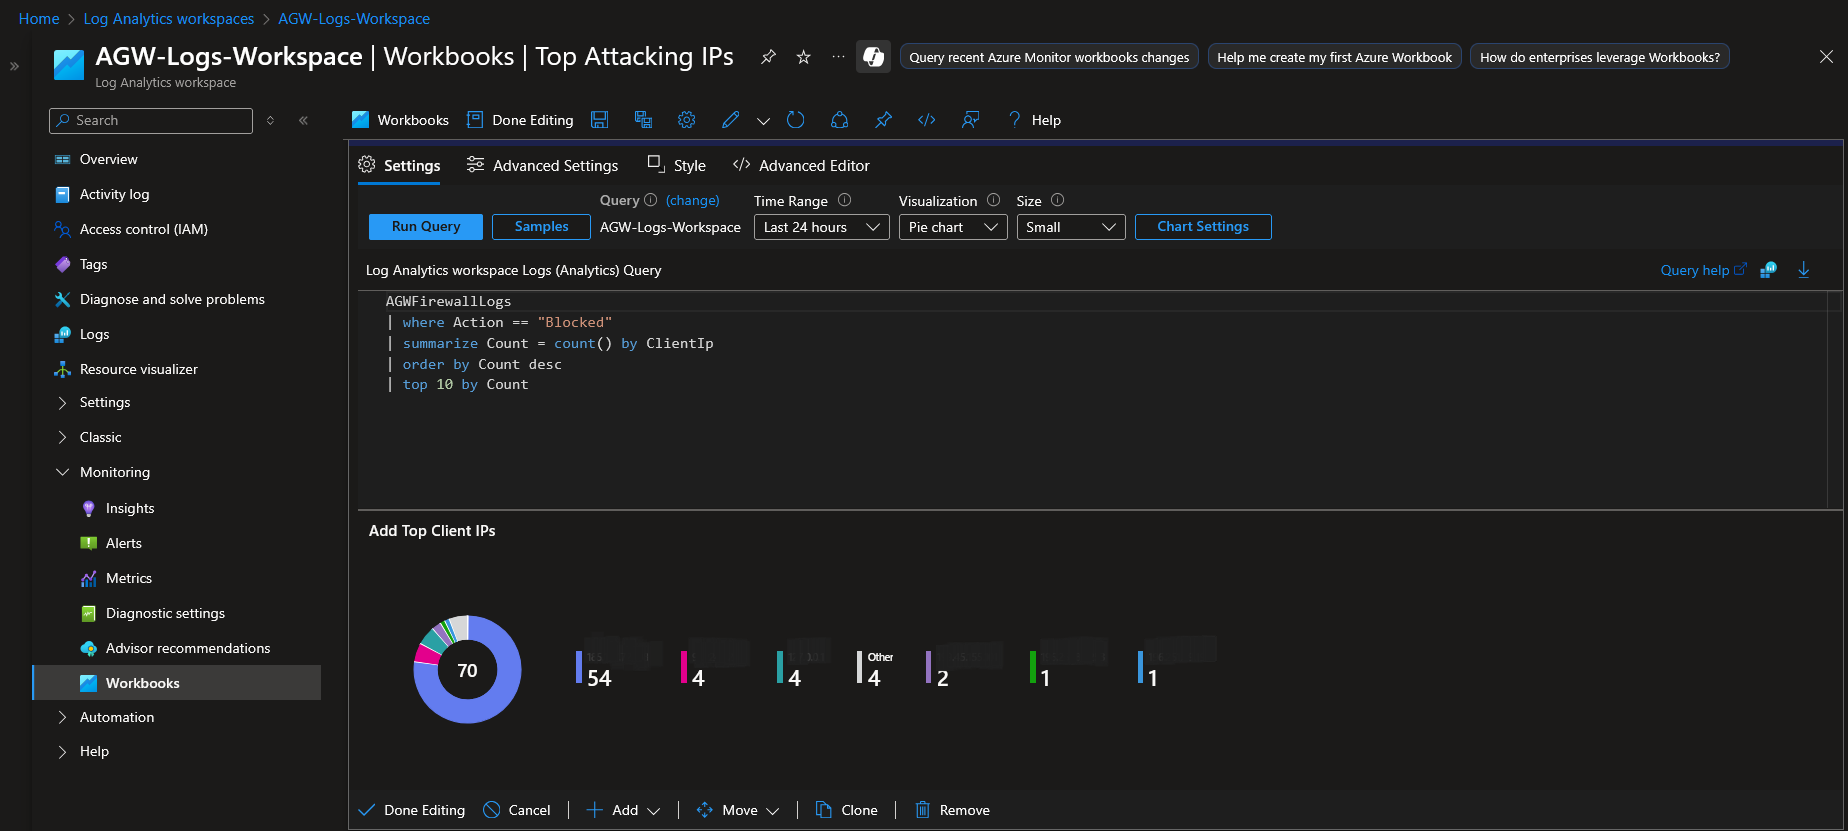 Home > Log Analytics workspaces > AGW-Logs-Workspace
AGW-Logs-Workspace | Workbooks | Top Attacking IPs
Query recent Azure Monitor workbooks changes
Help me create my first Azure Workbook
How do enterprises leverage Workbooks?
Log Analytics workspace
Search
Workbooks
Done Editing
Help
Overview
Activity log
Access control (IAM)
Tags
Diagnose and solve problems
Logs
Resource visualizer
Settings
Classic
Monitoring
Insights
Alerts
Metrics
Diagnostic settings
Advisor recommendations
Workbooks
Automation
Help
Settings
Advanced Settings
Style
Advanced Editor
Query (change)
Time Range
Visualization
Size
Run Query
Samples
AGW-Logs-Workspace
Last 24 hours
Pie chart
Small
Chart Settings
Log Analytics workspace Logs (Analytics) Query
Query help
AGWFirewallLogs
| where Action == "Blocked"
| summarize Count = count() by ClientIp
| order by Count desc
| top 10 by Count
Add Top Client IPs
70
54
4
4
Other
4
2
1
1
Done Editing
Cancel
Add
Move
Clone
Remove